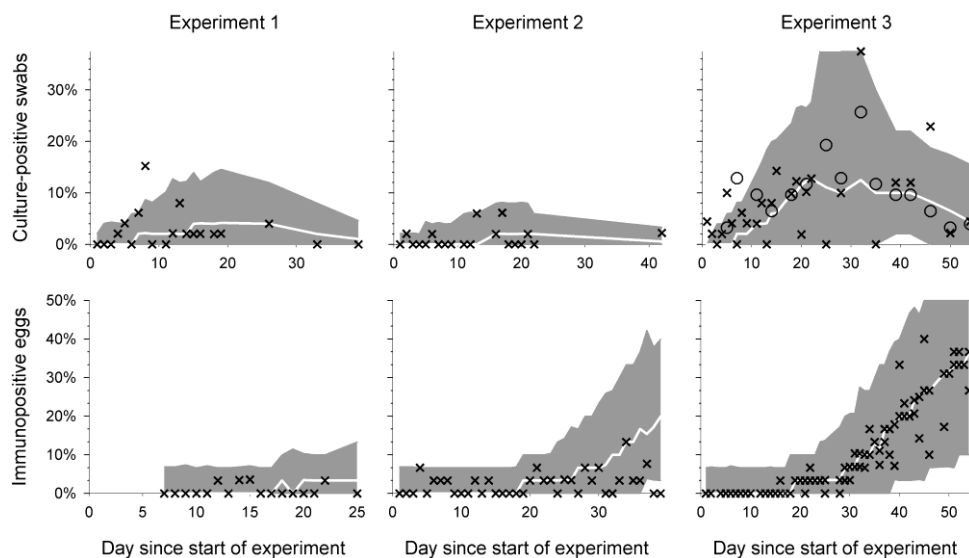 Experiment 1 Experiment 2 Experiment 3
Culture-positive swabs
30%
20%
10%
0%
0 10 20 30
0 10 20 30 40
0 10 20 30 40 50
Immunopositive eggs
50%
40%
30%
20%
10%
0%
0 5 10 15 20 25
0 10 20 30
0 10 20 30 40 50
Day since start of experiment Day since start of experiment Day since start of experiment